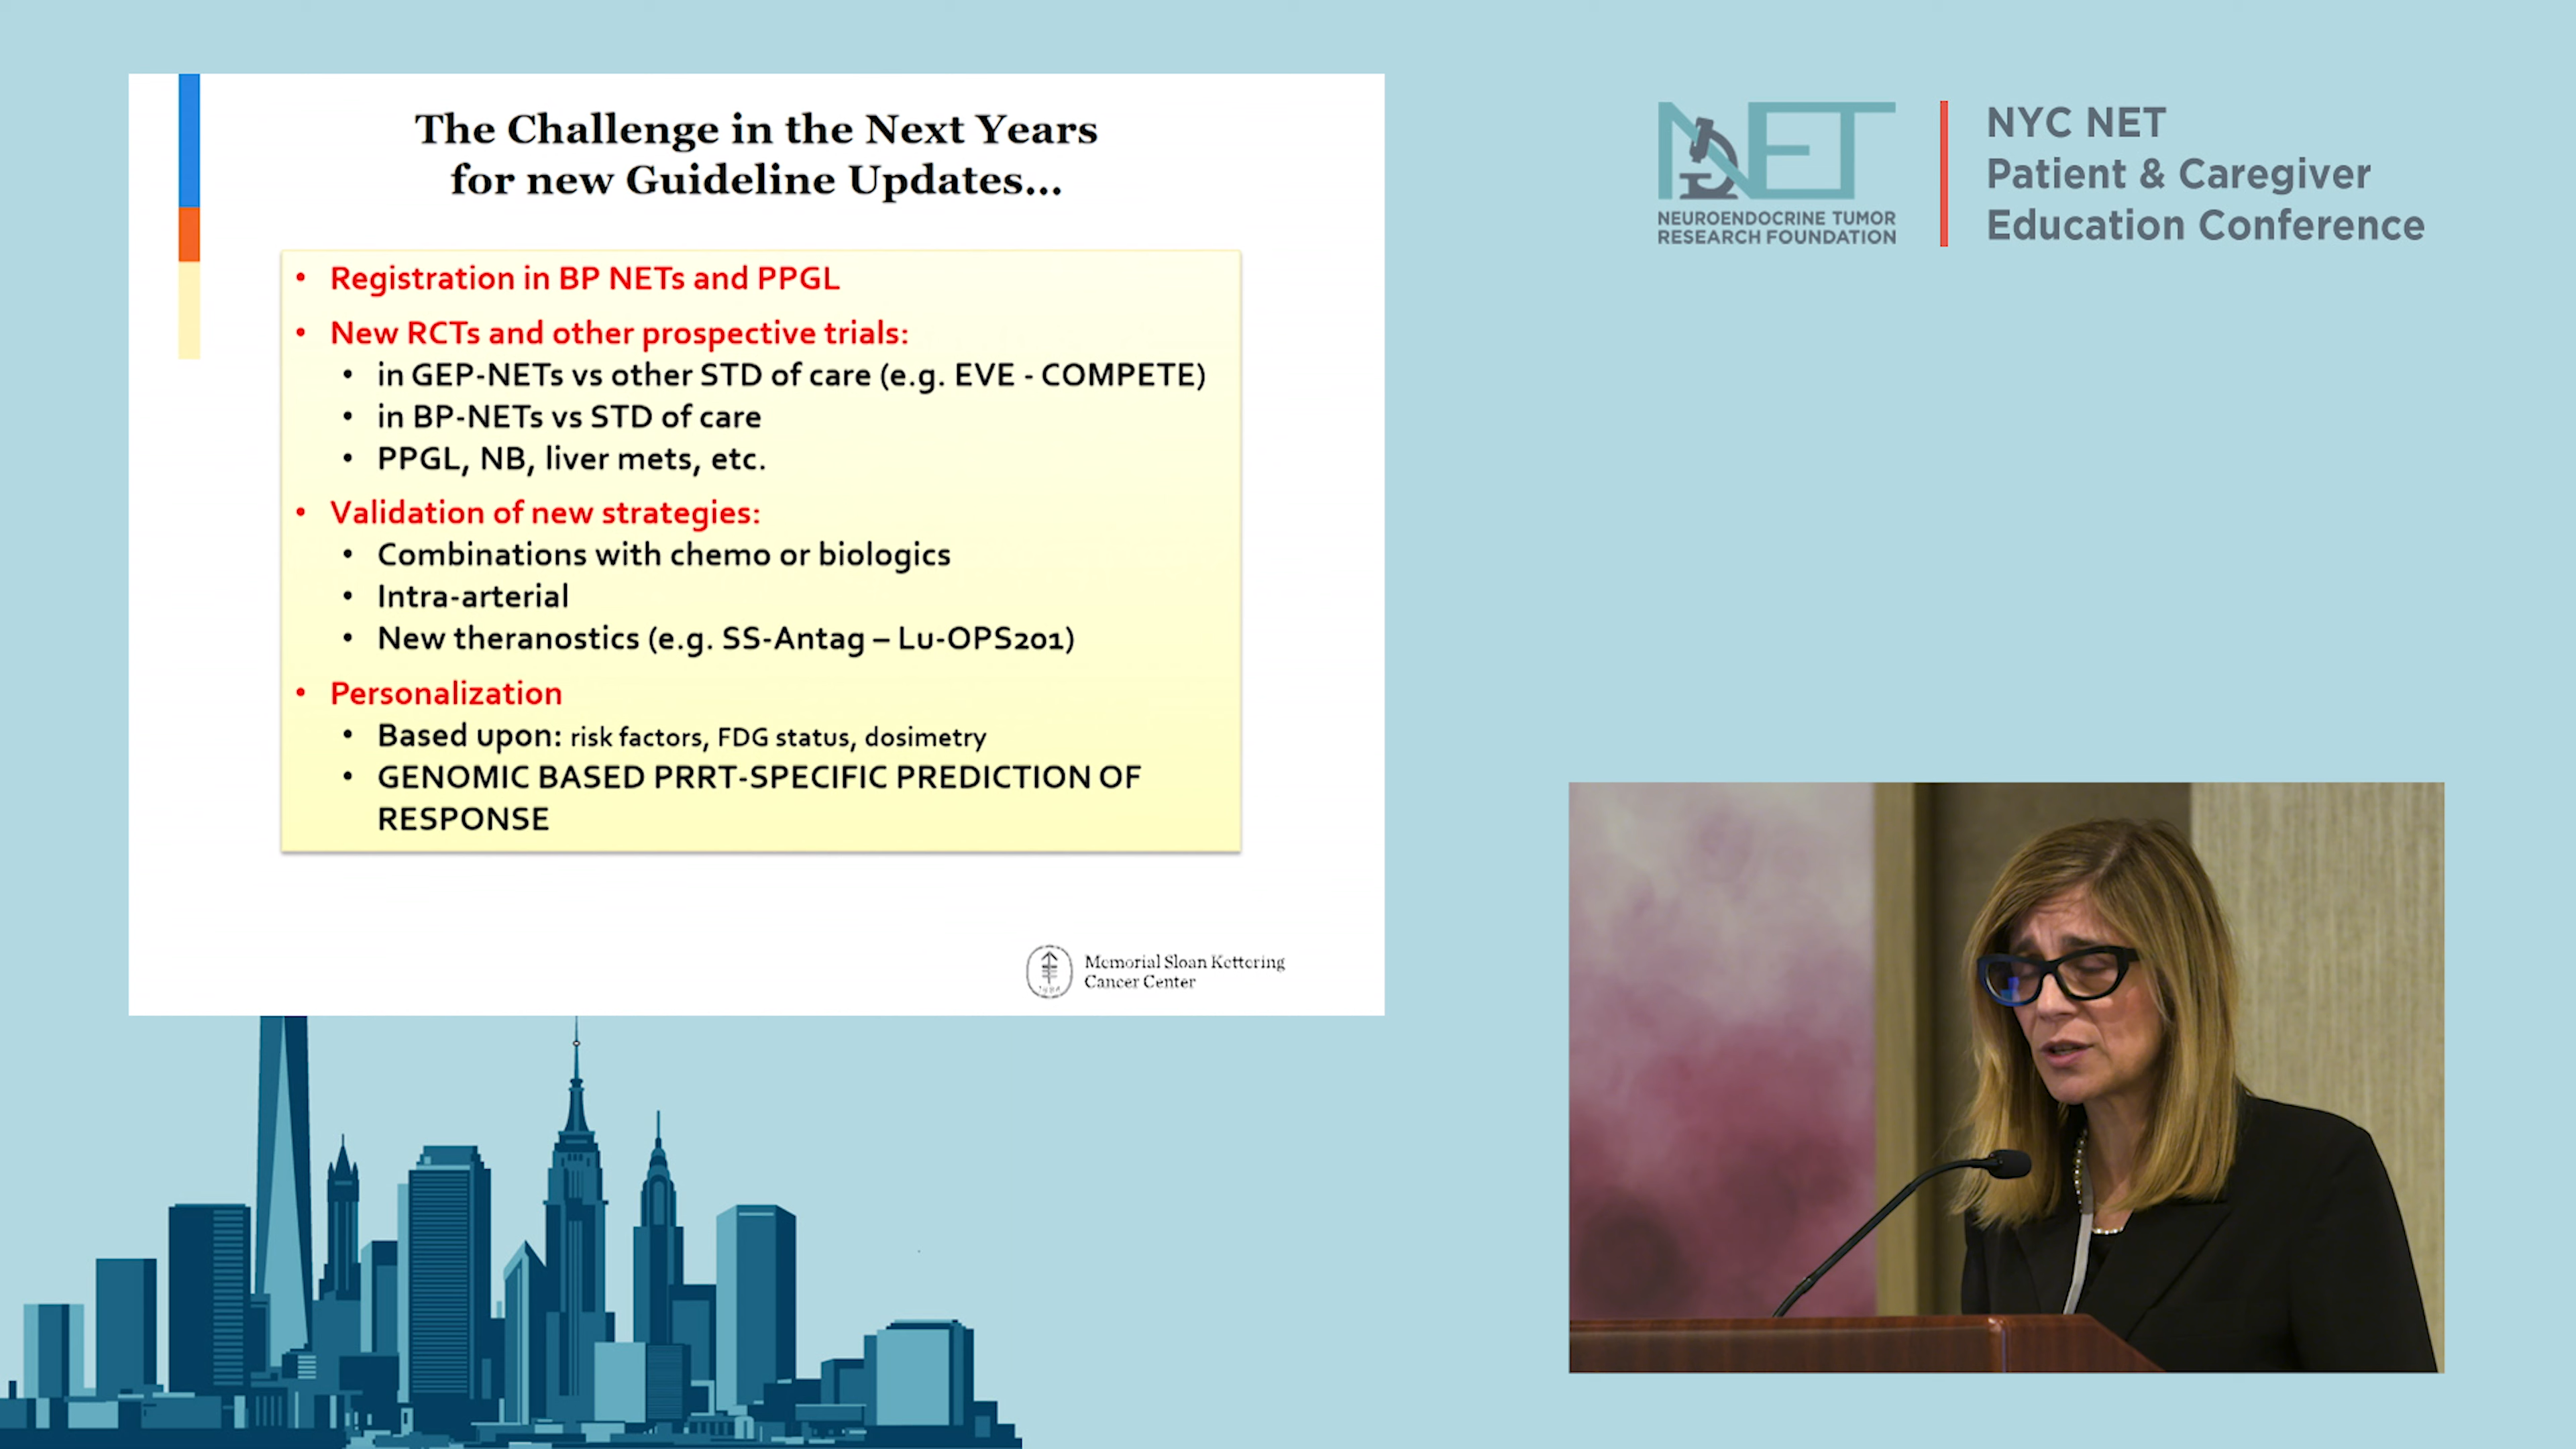 The Challenge in the Next Years
for new Guideline Updates...
• Registration in BP NETs and PPGL
• New RCTs and other prospective trials:
• in GEP-NETs vs other STD of care (e.g. EVE - COMPETE)
• in BP-NETs vs STD of care
• PPGL, NB, liver mets, etc.
• Validation of new strategies:
• Combinations with chemo or biologics
• Intra-arterial
• New theranostics (e.g. SS-Antag – Lu-OPS201)
• Personalization
• Based upon: risk factors, FDG status, dosimetry
• GENOMIC BASED PRRT-SPECIFIC PREDICTION OF
RESPONSE
Memorial Sloan Kettering
Cancer Center
NET
NEUROENDOCRINE TUMOR
RESEARCH FOUNDATION
NYC NET
Patient & Caregiver
Education Conference